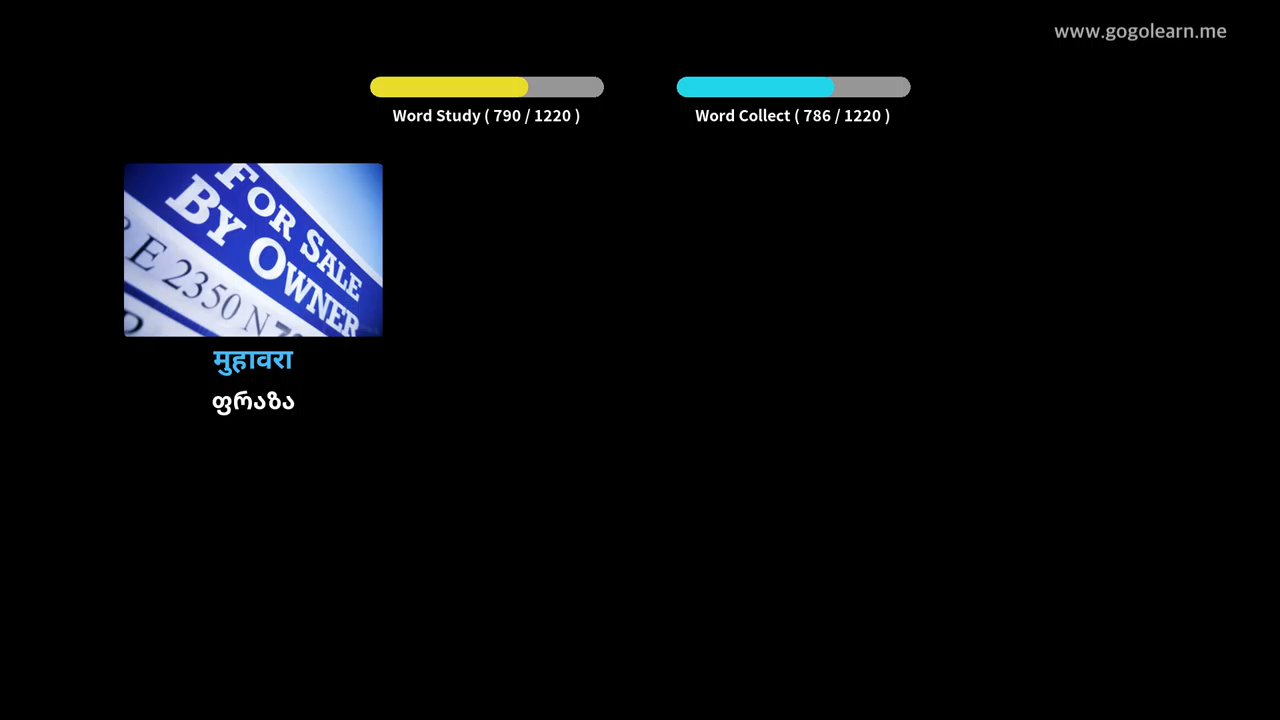 www.gogolearn.me
Word Study ( 790 / 1220 )
Word Collect ( 786 / 1220 )
FOR SALE
BY OWNER
E 2350 N
मुहावरा
ფრაზა